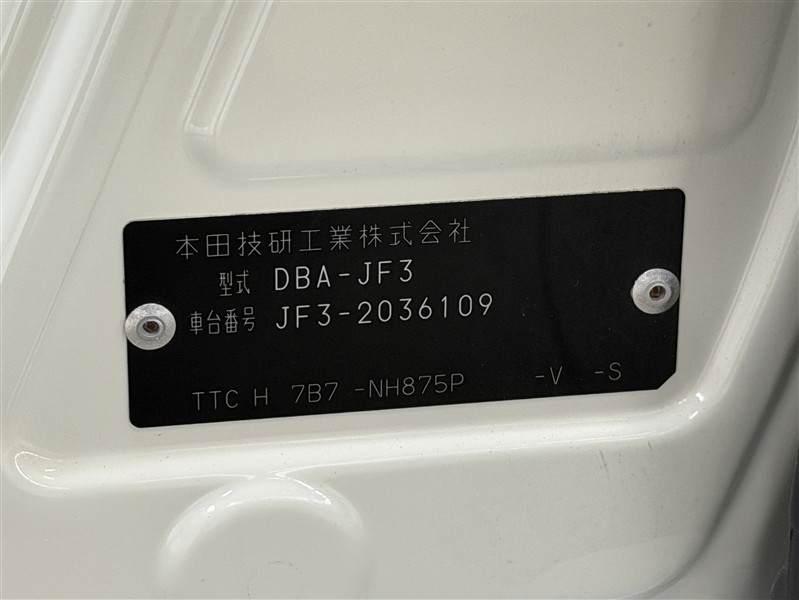 本田技研工業株式会社
型式 DBA-JF3
車台番号 JF3-2036109
TTC H 7B7 -NH875P -V -S